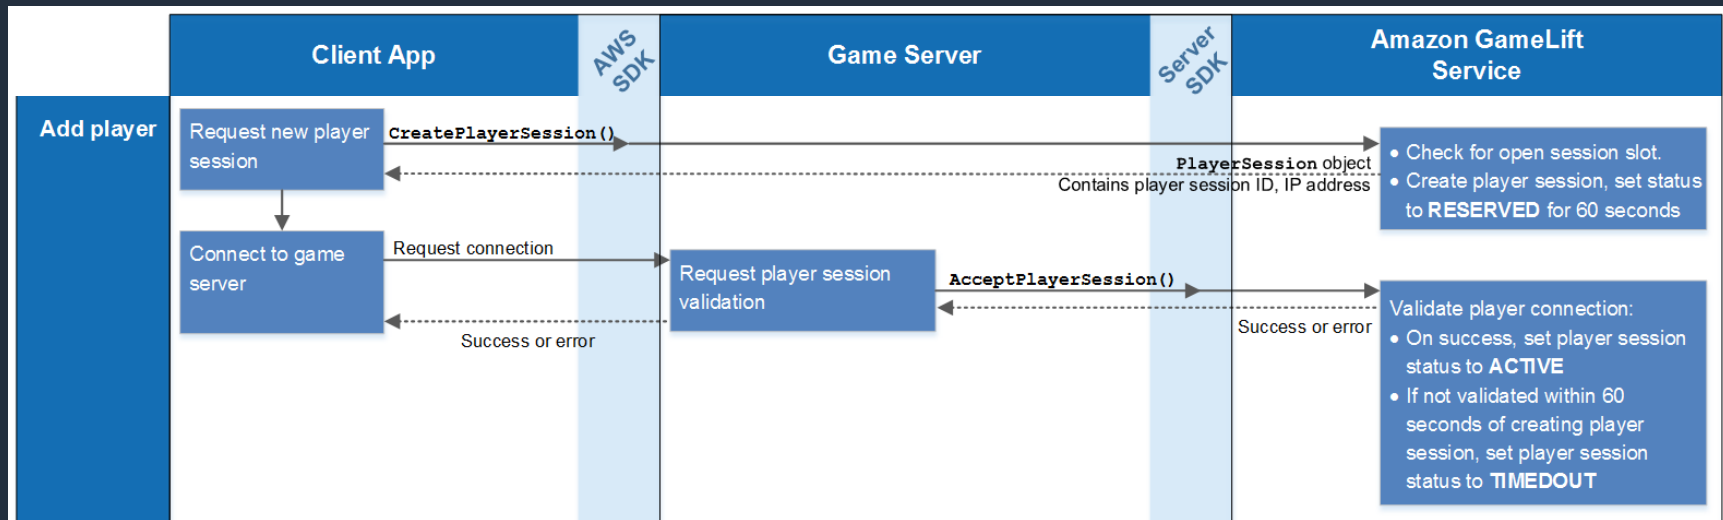 Client App
AWS
SDK
Game Server
Server
SDK
Amazon GameLift
Service
Add player
Request new player
session
CreatePlayerSession()
PlayerSession object
Contains player session ID, IP address
• Check for open session slot.
• Create player session, set status
to RESERVED for 60 seconds
Connect to game
server
Request connection
Request player session
validation
AcceptPlayerSession()
Success or error
Success or error
Validate player connection:
• On success, set player session
status to ACTIVE
• If not validated within 60
seconds of creating player
session, set player session
status to TIMEDOUT